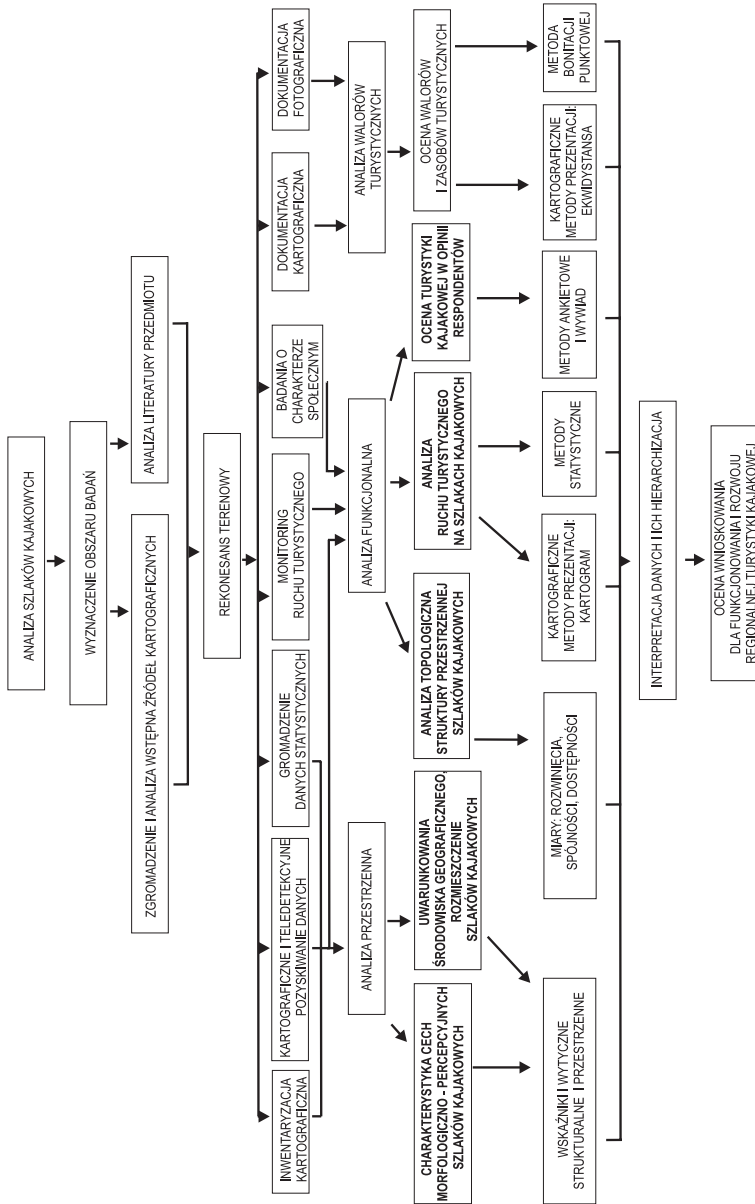 ANALIZA SZLAKÓW KAJAKOWYCH
WYZNACZENIE OBSZARU BADAŃ
ZGROMADZENIE I ANALIZA WSTĘPNA ŹRÓDEŁ KARTOGRAFICZNYCH
ANALIZA LITERATURY PRZEDMIOTU
REKONESANS TERENOWY
INWENTARYZACJA
KARTOGRAFICZNA
KARTOGRAFICZNE I TELEDETEKCYJNE
POZYSKIWANIE DANYCH
GROMADZENIE
DANYCH STATYSTYCZNYCH
MONITORING
RUCHU TURYSTYCZNEGO
BADANIA O
CHARAKTERZE
SPOŁECZNYM
DOKUMENTACJA
KARTOGRAFICZNA
DOKUMENTACJA
FOTOGRAFICZNA
ANALIZA PRZESTRZENNA
ANALIZA FUNKCJONALNA
ANALIZA WALORÓW
TURYSTYCZNYCH
CHARAKTERYSTYKA CECH
MORFOLOGICZNO - PERCEPCYJNYCH
SZLAKÓW KAJAKOWYCH
UWARUNKOWANIA
ŚRODOWISKA GEOGRAFICZNEGO,
ROZMIESZCZENIE
SZLAKÓW KAJAKOWYCH
ANALIZA TOPOLOGICZNA
STRUKTURY PRZESTRZENNEJ
SZLAKÓW KAJAKOWYCH
ANALIZA
RUCHU TURYSTYCZNEGO
NA SZLAKACH KAJAKOWYCH
OCENA TURYSTYKI
KAJAKOWEJ W OPINII
RESPONDENTÓW
OCENA WALORÓW
I ZASOBÓW TURYSTYCZNYCH
WSKAŹNIKI I WYTYCZNE
STRUKTURALNE I PRZESTRZENNE
MIARY: ROZWINIĘCIA,
SPÓJNOŚCI, DOSTĘPNOŚCI
KARTOGRAFICZNE
METODY PREZENTACJI:
KARTOGRAM
METODY
STATYSTYCZNE
METODY ANKIETOWE
I WYWIAD
KARTOGRAFICZNE
METODY PREZENTACJI:
EKWIDYSTANSA
METODA
BONITACJI
PUNKTOWEJ
INTERPRETACJA DANYCH I ICH HIERARCHIZACJA
OCENA WNIOSKOWANIA
DLA FUNKCJONOWANIA I ROZWOJU
REGIONALNEJ TURYSTYKI KAJAKOWEJ